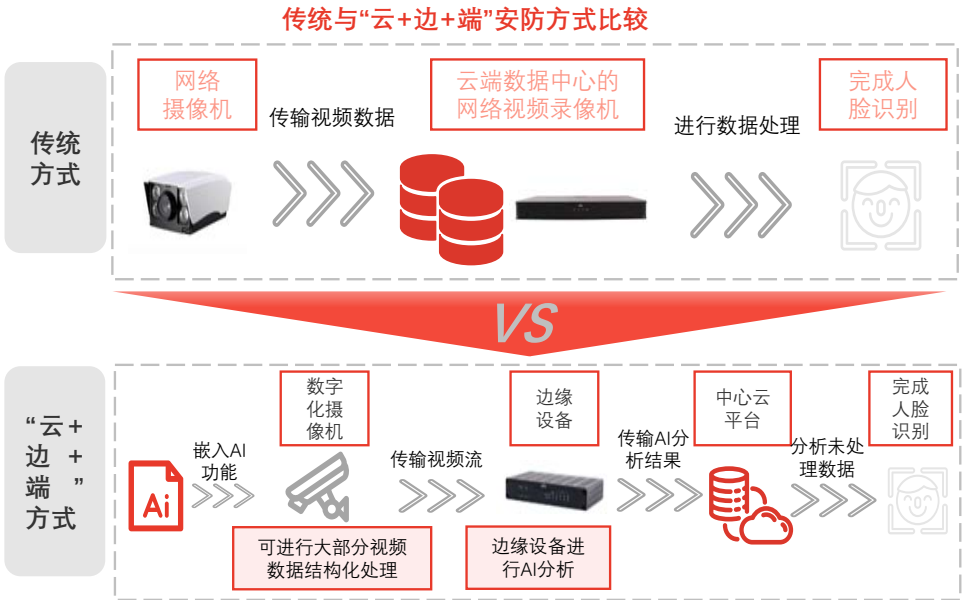 传统与“云+边+端”安防方式比较
传统
方式
网络
摄像机
传输视频数据
云端数据中心的
网络视频录像机
进行数据处理
完成人
脸识别
VS
“云+
边 +
端 ”
方式
Ai
嵌入AI
功能
数字
化摄
像机
可进行大部分视频
数据结构化处理
传输视频流
边缘
设备
边缘设备进
行AI分析
传输AI分
析结果
中心云
平台
分析未处
理数据
完成
人脸
识别